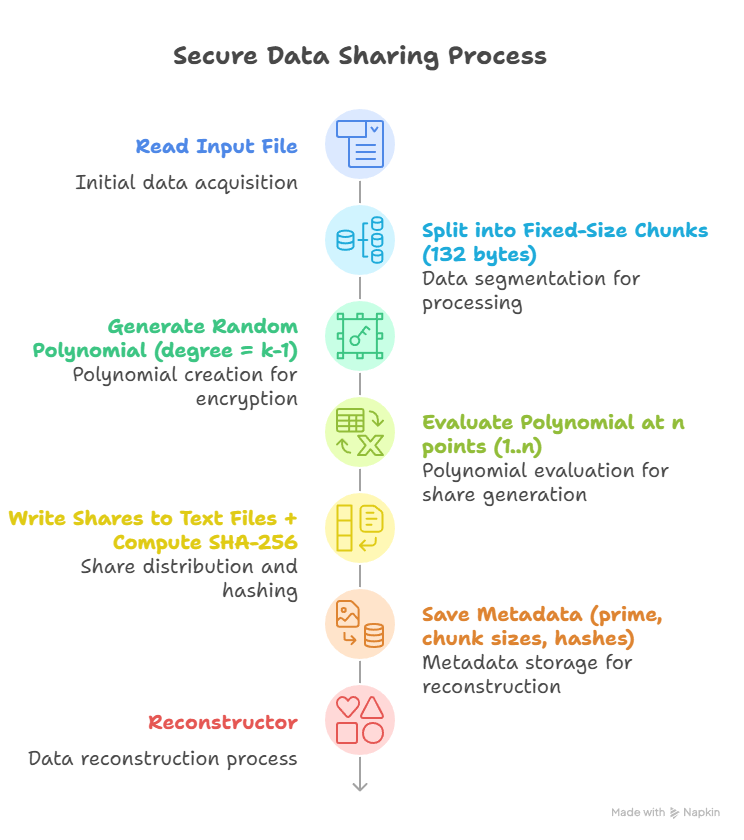 Secure Data Sharing Process
Read Input File
Initial data acquisition
Split into Fixed-Size Chunks
(132 bytes)
Data segmentation for
processing
Generate Random
Polynomial (degree = k-1)
Polynomial creation for
encryption
Evaluate Polynomial at n
points (1..n)
Polynomial evaluation for
share generation
Write Shares to Text Files +
Compute SHA-256
Share distribution and
hashing
Save Metadata (prime,
chunk sizes, hashes)
Metadata storage for
reconstruction
Reconstructor
Data reconstruction process
Made with Napkin